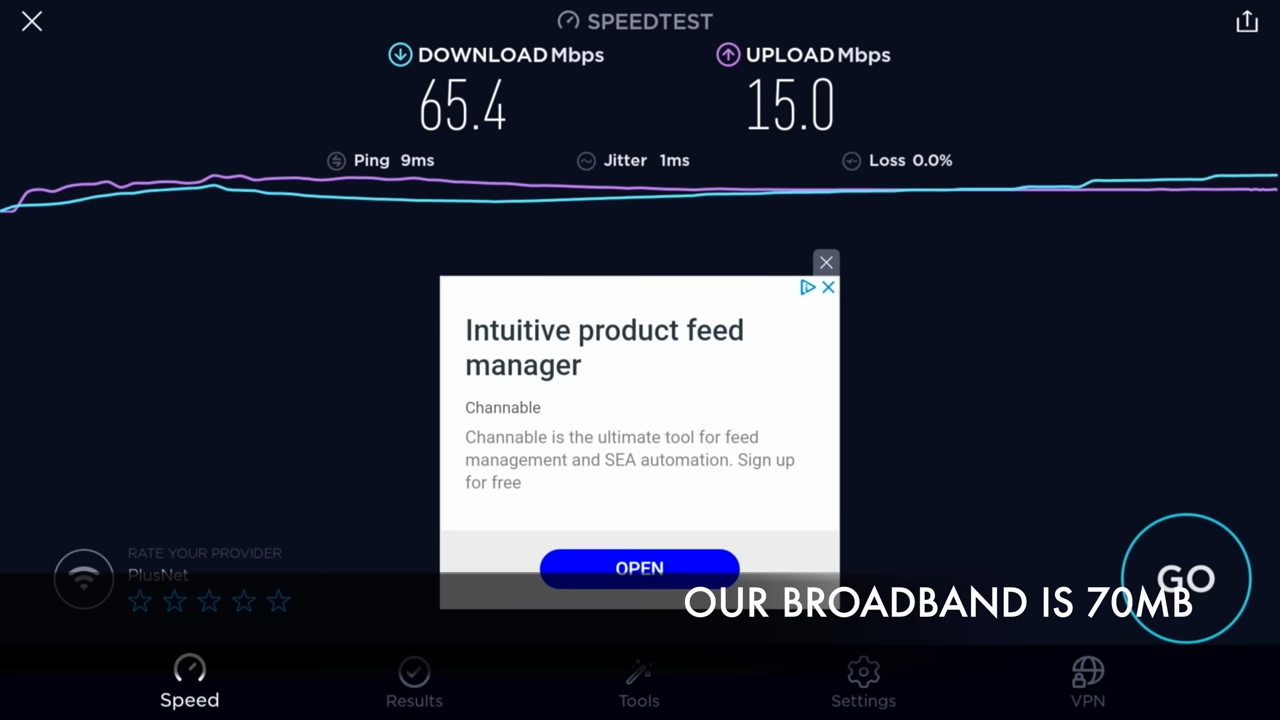 SPEEDTEST
DOWNLOAD Mbps
UPLOAD Mbps
65.4
15.0
Ping 9ms
Jitter 1ms
Loss 0.0%
Intuitive product feed
manager
Channable
Channable is the ultimate tool for feed
management and SEA automation. Sign up
for free
OPEN
RATE YOUR PROVIDER
PlusNet
GO
OUR BROADBAND IS 70MB
Speed
Results
Tools
Settings
VPN